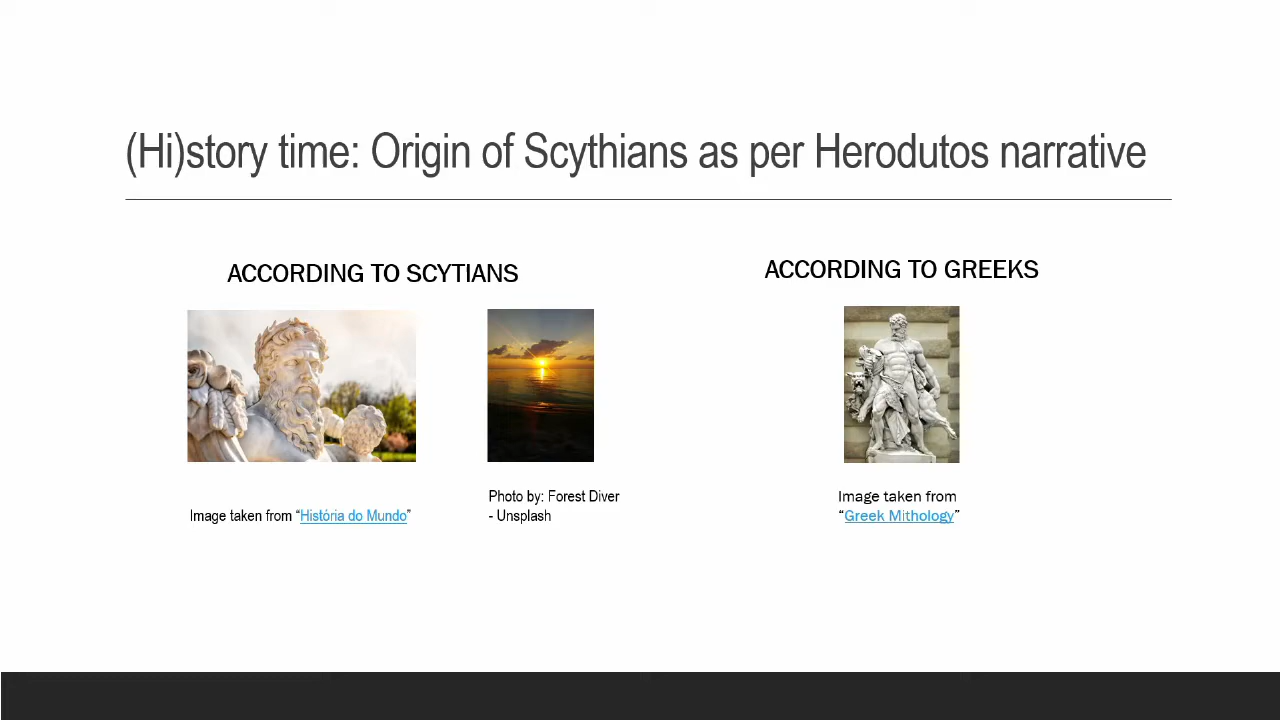 (Hi)story time: Origin of Scythians as per Herodutos narrative
ACCORDING TO SCYTIANS
Image taken from “História do Mundo”
Photo by: Forest Diver
- Unsplash
ACCORDING TO GREEKS
Image taken from
“Greek Mithology”